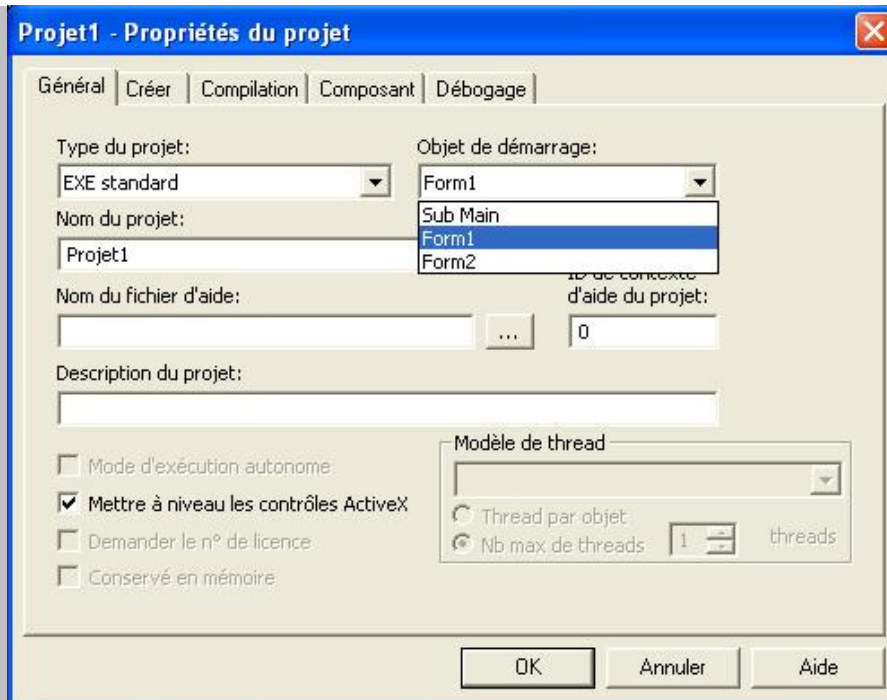 Projet1 - Propriétés du projet
Général Créer Compilation Composant Débogage
Type du projet: Objet de démarrage:
EXE standard Form1
Sub Main
Nom du projet: Form1
Projet1 Form2
ID de contexte
Nom du fichier d'aide: d'aide du projet:
... 0
Description du projet:
Modèle de thread
Mode d'exécution autonome
Mettre à niveau les contrôles ActiveX
Thread par objet
Demander le n° de licence Nb max de threads 1 threads
Conservé en mémoire
OK Annuler Aide